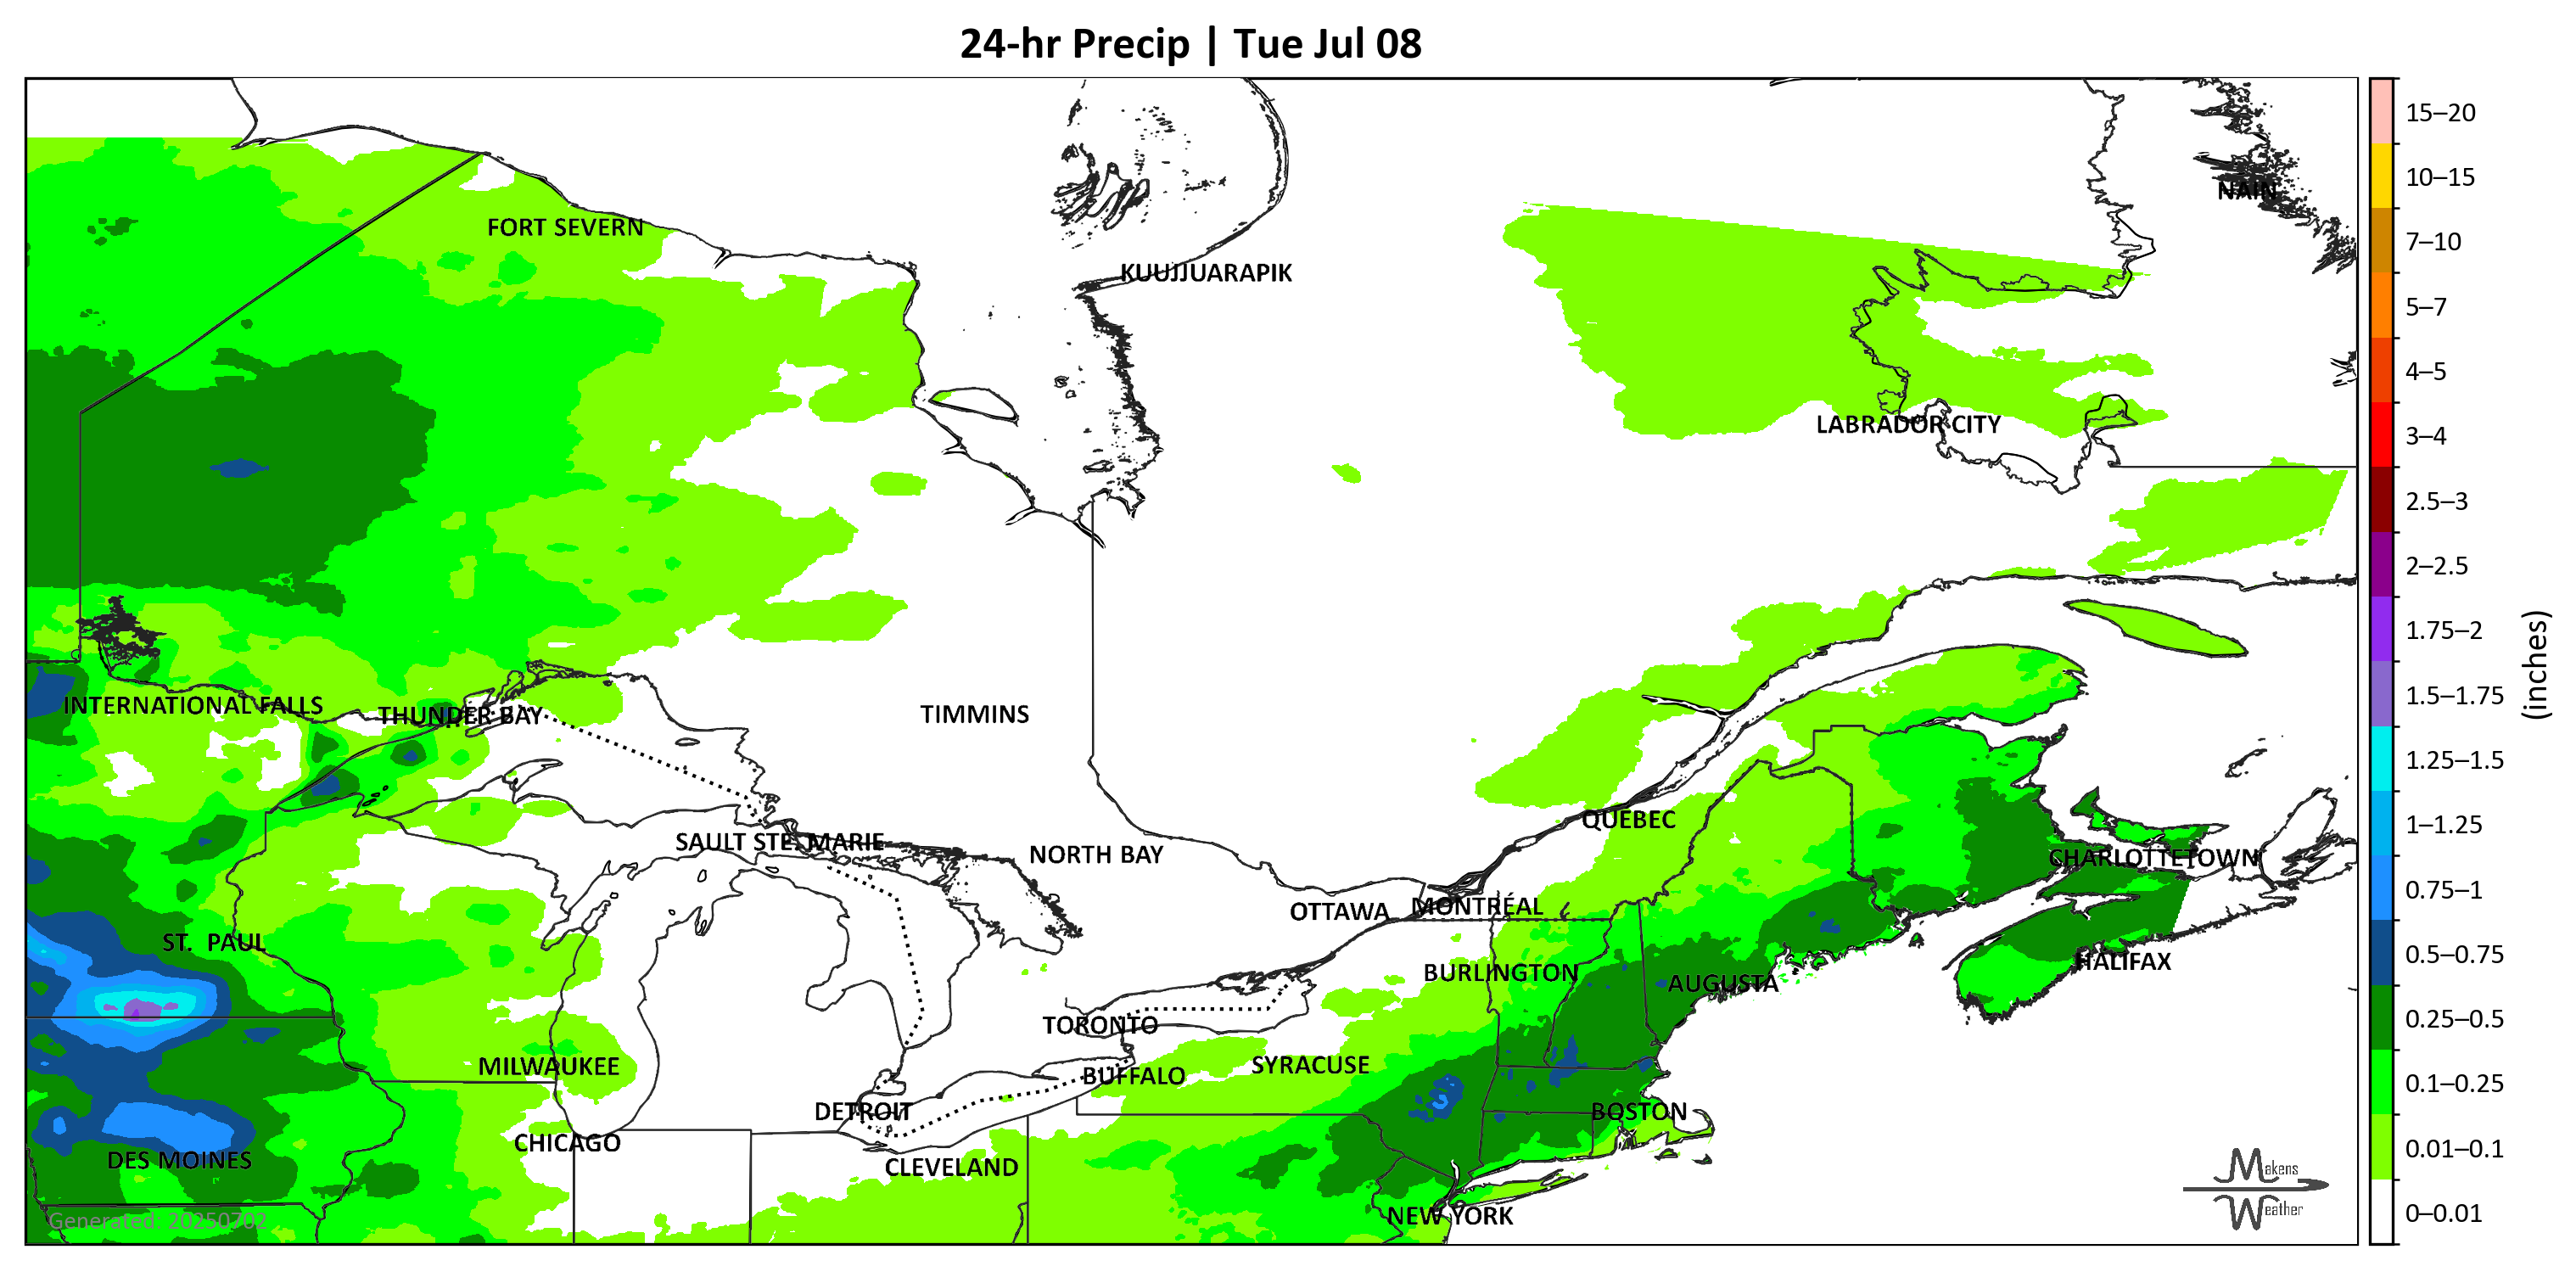 24-hr Precip | Tue Jul 08
NAIN
FORT SEVERN
KUUJJUARAPIK
LABRADOR CITY
INTERNATIONAL FALLS
THUNDER BAY
TIMMINS
QUEBEC
SAULT STE. MARIE
NORTH BAY
CHARLOTTETOWN
OTTAWA
MONTRÉAL
ST. PAUL
HALIFAX
BURLINGTON
AUGUSTA
TORONTO
MILWAUKEE
SYRACUSE
BUFFALO
DETROIT
BOSTON
CHICAGO
DES MOINES
CLEVELAND
NEW YORK
Generated: 20250702
Makens
Weather
15–20
10–15
7–10
5–7
4–5
3–4
2.5–3
2–2.5
1.75–2
1.5–1.75
1.25–1.5
1–1.25
0.75–1
0.5–0.75
0.25–0.5
0.1–0.25
0.01–0.1
0–0.01
(inches)